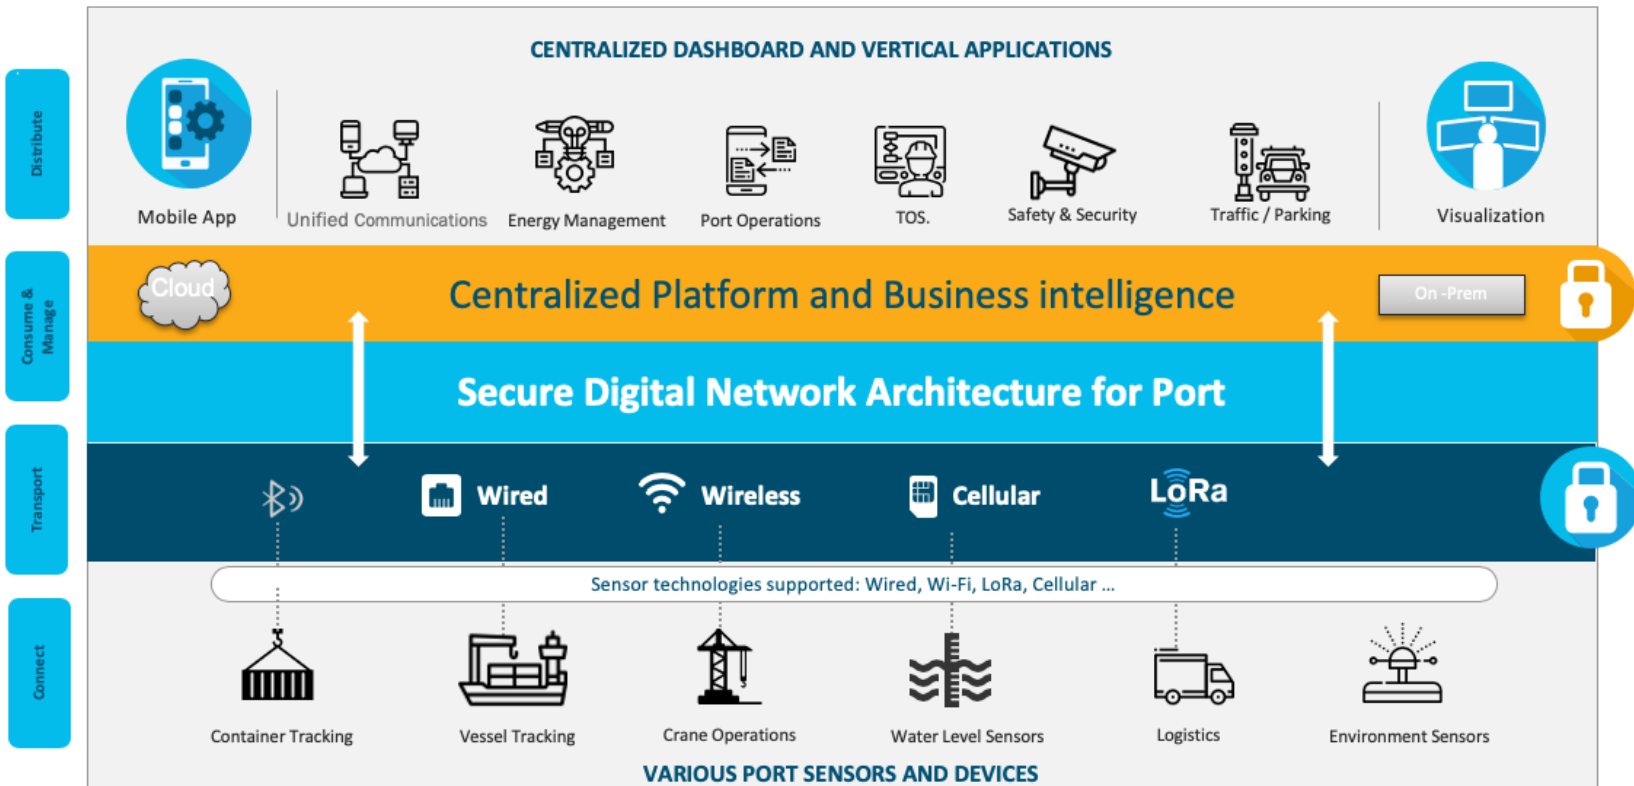 CENTRALIZED DASHBOARD AND VERTICAL APPLICATIONS
Distribute
Mobile App
Unified Communications
Energy Management
Port Operations
TOS.
Safety & Security
Traffic / Parking
Visualization
Consume &
Manage
Cloud
Centralized Platform and Business intelligence
On -Prem
Secure Digital Network Architecture for Port
Transport
Wired
Wireless
Cellular
LoRa
Sensor technologies supported: Wired, Wi-Fi, LoRa, Cellular ...
Connect
Container Tracking
Vessel Tracking
Crane Operations
Water Level Sensors
Logistics
Environment Sensors
VARIOUS PORT SENSORS AND DEVICES